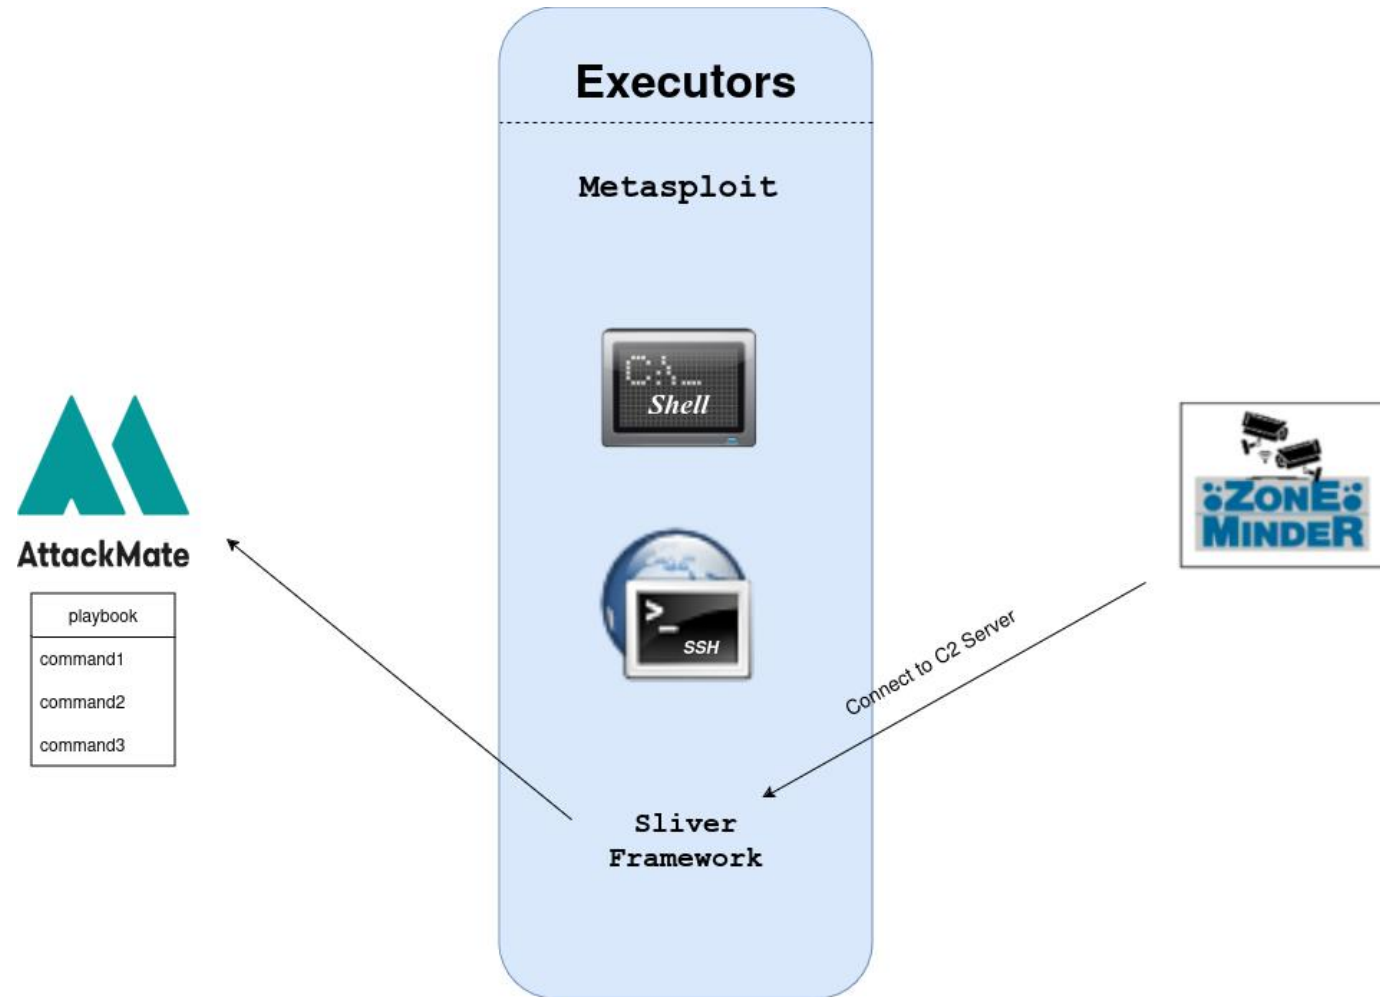 Executors
Metasploit
C:\_
Shell
AttackMate
playbook
command1
command2
command3
>_
SSH
ZONE
MINDER
Connect to C2 Server
Sliver
Framework